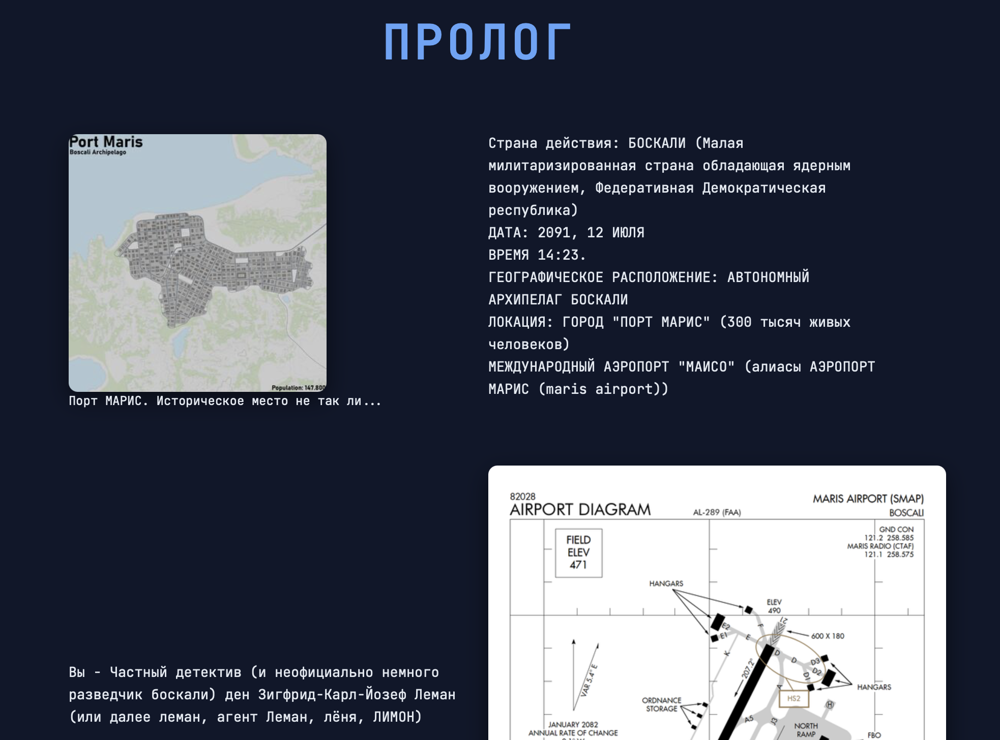 ПРОЛОГ
Port Maris
Boscali Archipelago
Population: 147.800
Порт МАРИС. Историческое место не так ли...
Страна действия: БОСКАЛИ (Малая
милитаризированная страна обладающая ядерным
вооружением, Федеративная Демократическая
республика)
ДАТА: 2091, 12 ИЮЛЯ
ВРЕМЯ 14:23.
ГЕОГРАФИЧЕСКОЕ РАСПОЛОЖЕНИЕ: АВТОНОМНЫЙ
АРХИПЕЛАГ БОСКАЛИ
ЛОКАЦИЯ: ГОРОД "ПОРТ МАРИС" (300 тысяч живых
человеков)
МЕЖДУНАРОДНЫЙ АЭРОПОРТ "МАИСО" (алиасы АЭРОПОРТ
МАРИС (maris airport))
Вы - Частный детектив (и неофициально немного
разведчик боскали) ден Зигфрид-Карл-Йозеф Леман
(или далее леман, агент Леман, лёня, ЛИМОН)
82028
AIRPORT DIAGRAM
AL-289 (FAA)
MARIS AIRPORT (SMAP)
BOSCALI
FIELD
ELEV
471
GND CON
121.2 258.585
MARIS RADIO (CTAF)
121.1 258.575
HANGARS
ELEV
490
21
600 X 180
E2
E1
E
F
K
D
D
D3
D2
D1
207.2°
VAR 5.4° E
A
HANGARS
HS2
H
ORDNANCE
STORAGE
A5
J3
NORTH
RAMP
FBO
JANUARY 2082
ANNUAL RATE OF CHANGE